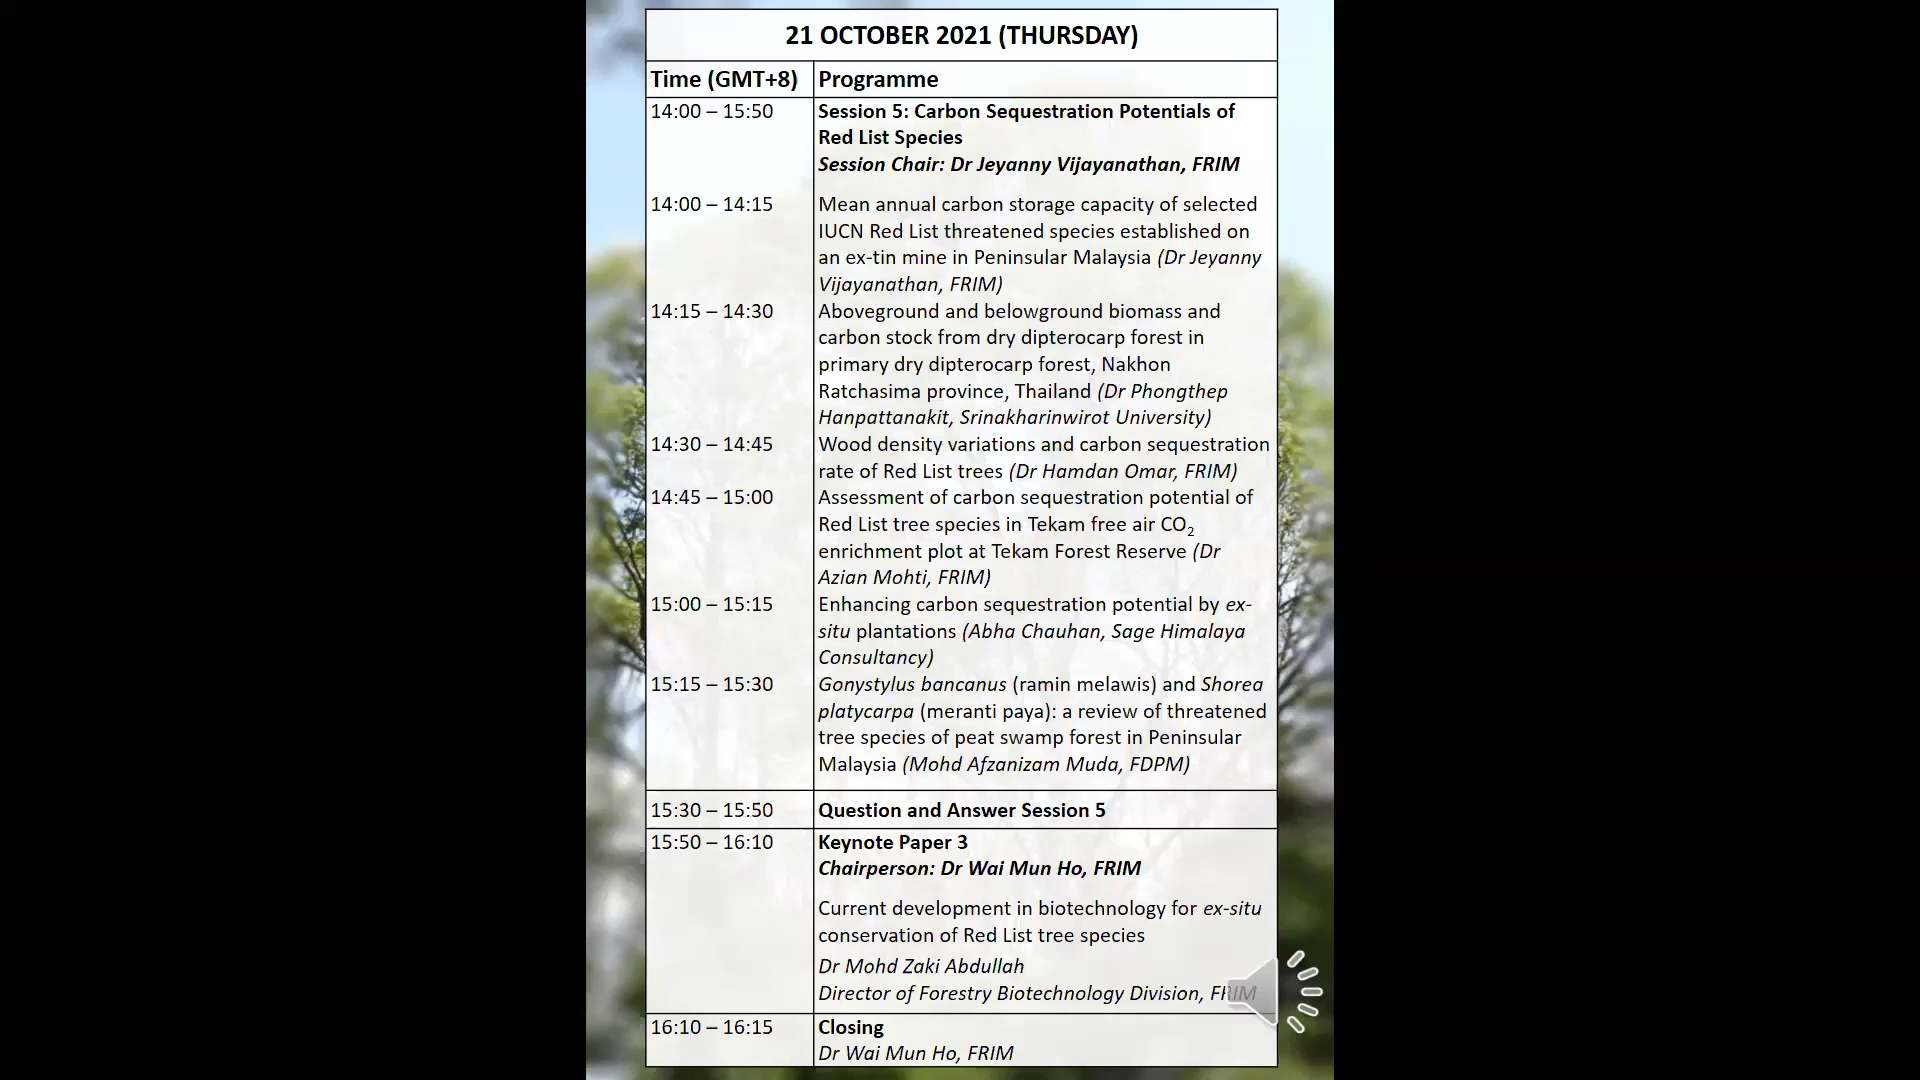 21 OCTOBER 2021 (THURSDAY)
Time (GMT+8) Programme
14:00 – 15:50 Session 5: Carbon Sequestration Potentials of
Red List Species
Session Chair: Dr Jeyanny Vijayanathan, FRIM
14:00 – 14:15 Mean annual carbon storage capacity of selected
IUCN Red List threatened species established on
an ex-tin mine in Peninsular Malaysia (Dr Jeyanny
Vijayanathan, FRIM)
14:15 – 14:30 Aboveground and belowground biomass and
carbon stock from dry dipterocarp forest in
primary dry dipterocarp forest, Nakhon
Ratchasima province, Thailand (Dr Phongthep
Hanpattanakit, Srinakharinwirot University)
14:30 – 14:45 Wood density variations and carbon sequestration
rate of Red List trees (Dr Hamdan Omar, FRIM)
14:45 – 15:00 Assessment of carbon sequestration potential of
Red List tree species in Tekam free air CO₂
enrichment plot at Tekam Forest Reserve (Dr
Azian Mohti, FRIM)
15:00 – 15:15 Enhancing carbon sequestration potential by ex-
situ plantations (Abha Chauhan, Sage Himalaya
Consultancy)
15:15 – 15:30 Gonystylus bancanus (ramin melawis) and Shorea
platycarpa (meranti paya): a review of threatened
tree species of peat swamp forest in Peninsular
Malaysia (Mohd Afzanizam Muda, FDPM)
15:30 – 15:50 Question and Answer Session 5
15:50 – 16:10 Keynote Paper 3
Chairperson: Dr Wai Mun Ho, FRIM
Current development in biotechnology for ex-situ
conservation of Red List tree species
Dr Mohd Zaki Abdullah
Director of Forestry Biotechnology Division, FRIM
16:10 – 16:15 Closing
Dr Wai Mun Ho, FRIM